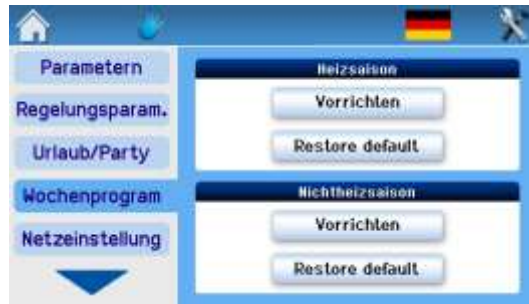 Parametern
Regelungsparam.
Urlaub/Party
Wochenprogram
Netzeinstellung
Heizsaison
Vorrichten
Restore default
Nichtheizsaison
Vorrichten
Restore default